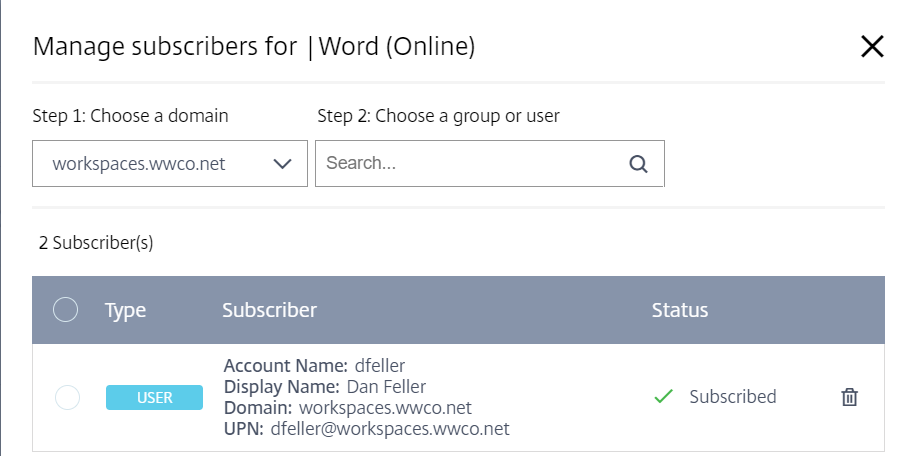 Manage subscribers for | Word (Online)
Step 1: Choose a domain Step 2: Choose a group or user
workspaces.wwco.net Search...
2 Subscriber(s)
Type Subscriber Status
Account Name: dfeller
USER Display Name: Dan Feller Subscribed
Domain: workspaces.wwco.net
UPN: dfeller@workspaces.wwco.net